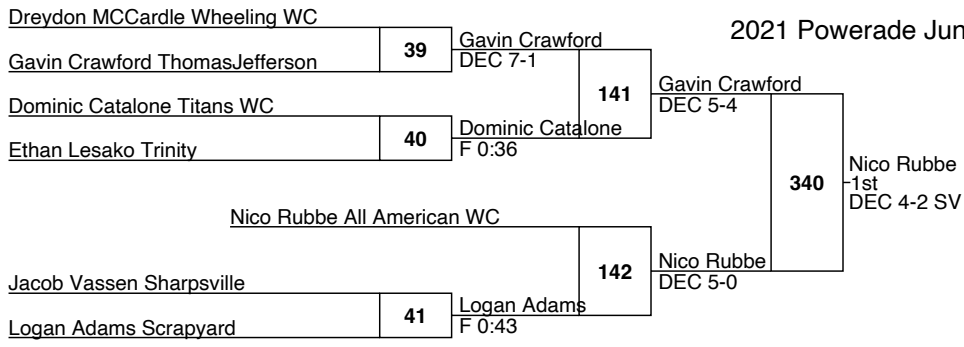 Dreydon MCCardle Wheeling WC
2021 Powerade Jun
39
Gavin Crawford
DEC 7-1
Gavin Crawford ThomasJefferson
141
Gavin Crawford
DEC 5-4
Dominic Catalone Titans WC
40
Dominic Catalone
F 0:36
Ethan Lesako Trinity
340
Nico Rubbe
1st
DEC 4-2 SV
Nico Rubbe All American WC
142
Nico Rubbe
DEC 5-0
Jacob Vassen Sharpsville
41
Logan Adams
F 0:43
Logan Adams Scrapyard